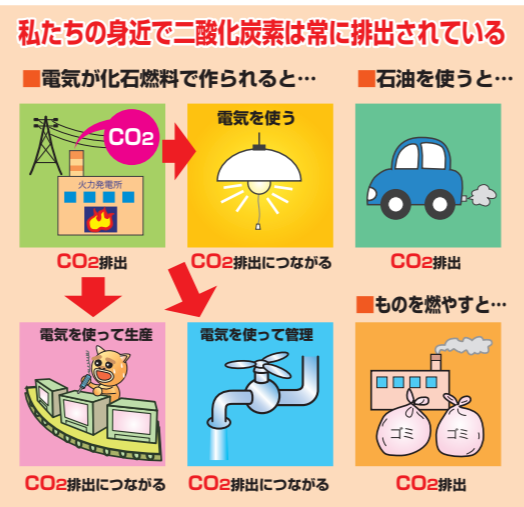 私たちの身近で二酸化炭素は常に排出されている
■電気が化石燃料で作られると…
CO2
火力発電所
CO2排出
電気を使う
CO2排出につながる
電気を使って生産
CO2排出につながる
電気を使って管理
CO2排出につながる
■石油を使うと…
CO2排出
■ものを燃やすと…
ゴミ
ゴミ
CO2排出